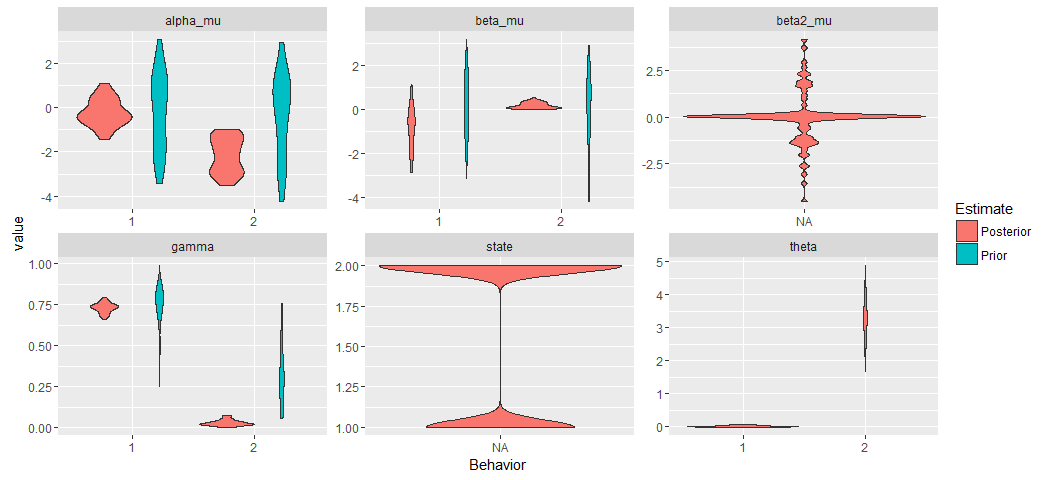 alpha_mu
beta_mu
beta2_mu
2
0
-2
-4
1
2
2
0
-2
-4
1
2
2.5
0.0
-2.5
NA
value
gamma
state
theta
1.00
0.75
0.50
0.25
0.00
1
2
2.00
1.75
1.50
1.25
1.00
NA
5
4
3
2
1
0
1
2
Behavior
Estimate
Posterior
Prior